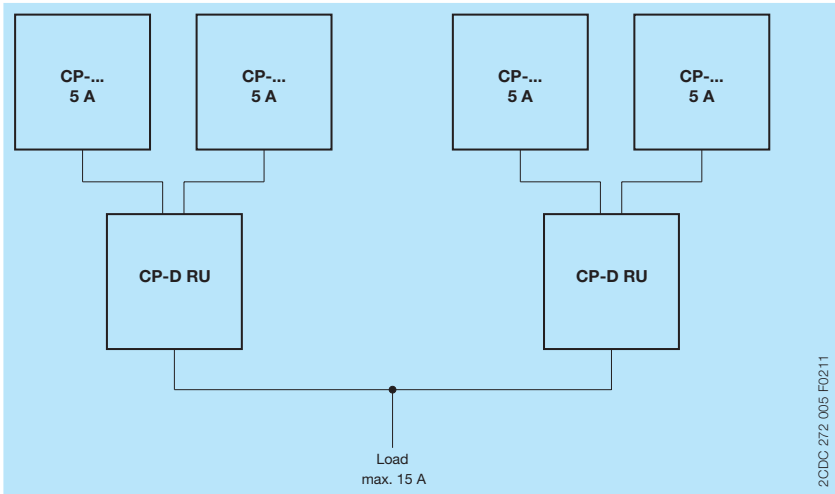 CP-...
5 A
CP-...
5 A
CP-...
5 A
CP-...
5 A
CP-D RU
CP-D RU
Load
max. 15 A
2CDC 272 005 F0211